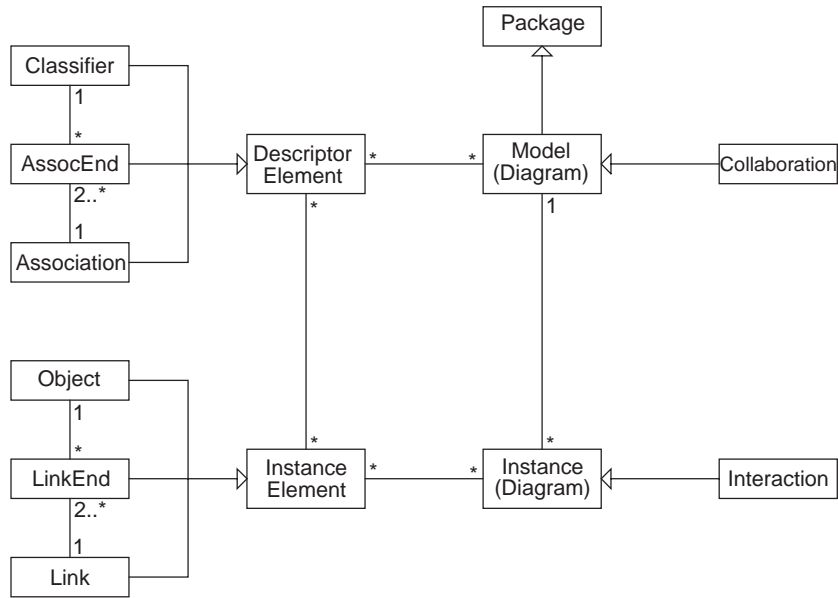 Package
Classifier
1
*
AssocEnd
2..*
1
Association
Descriptor
Element
*
*
*
Model
(Diagram)
1
Collaboration
Object
1
*
LinkEnd
2..*
1
Link
*
Instance
Element
*
*
*
Instance
(Diagram)
Interaction